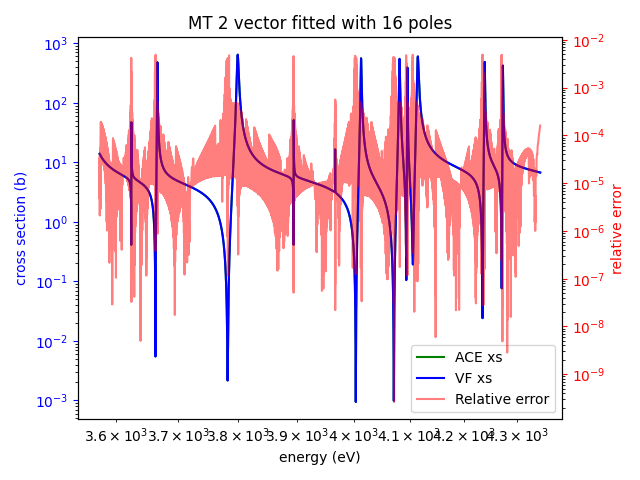 MT 2 vector fitted with 16 poles
10³
10²
10¹
10⁰
10⁻¹
10⁻²
10⁻³
cross section (b)
10⁻²
10⁻³
10⁻⁴
10⁻⁵
10⁻⁶
10⁻⁷
10⁻⁸
10⁻⁹
relative error
ACE xs
VF xs
Relative error
3.6 × 10³ 3.7 × 10³ 3.8 × 10³ 3.9 × 10³ 4 × 10³ 4.1 × 10³ 4.2 × 10³ 4.3 × 10³
energy (eV)